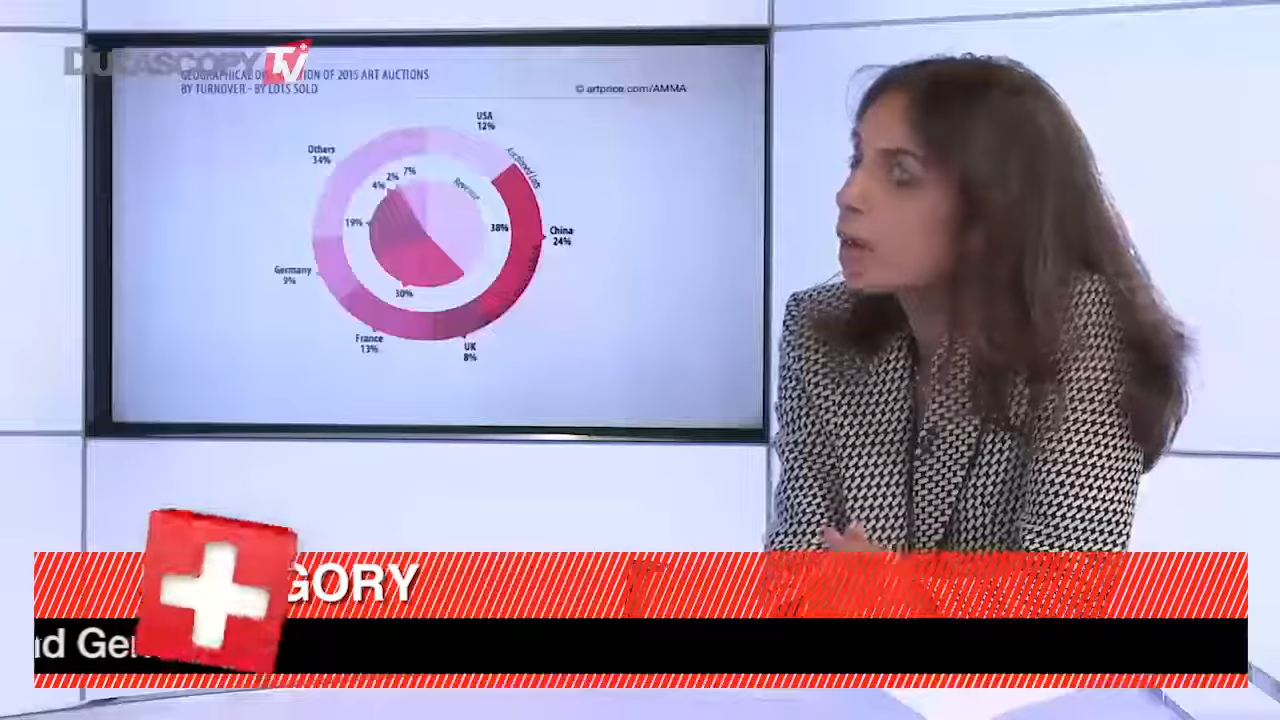 DUKASCOPY TV
GEOGRAPHICAL DI ION OF 2015 ART AUCTIONS
BY TURNOVER - BY LOTS SOLD
© artprice.com/AMMA
USA
12%
Others
34%
Auctioned Lots
4%
2%
7%
Revenue
19%
38%
China
24%
Germany
9%
30%
France
13%
UK
8%
GORY